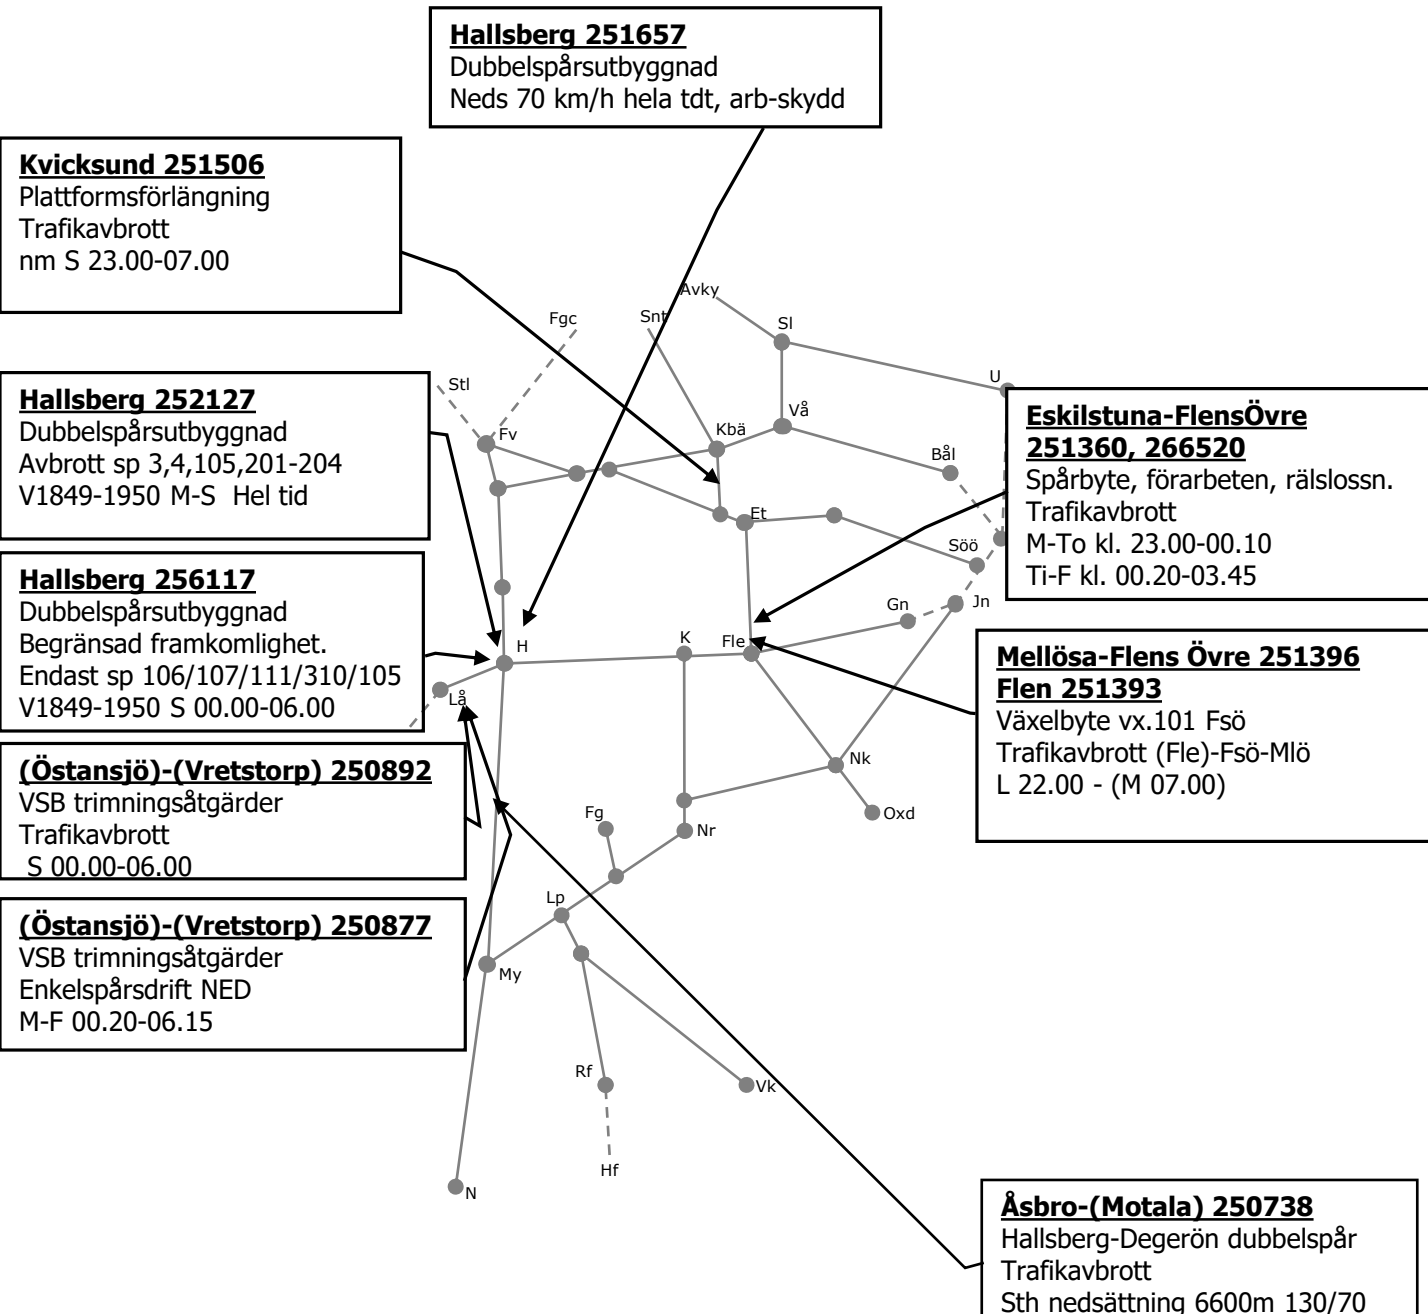 Hallsberg 251657
Dubbelspårsutbyggnad
Neds 70 km/h hela tdt, arb-skydd
Kvicksund 251506
Plattformsförlängning
Trafikavbrott
nm S 23.00-07.00
Hallsberg 252127
Dubbelspårsutbyggnad
Avbrott sp 3,4,105,201-204
V1849-1950 M-S  Hel tid
Hallsberg 256117
Dubbelspårsutbyggnad
Begränsad framkomlighet.
Endast sp 106/107/111/310/105
V1849-1950 S 00.00-06.00
(Östansjö)-(Vretstorp) 250892
VSB trimningsåtgärder
Trafikavbrott
S 00.00-06.00
(Östansjö)-(Vretstorp) 250877
VSB trimningsåtgärder
Enkelspårsdrift NED
M-F 00.20-06.15
Avky
Fgc
Snt
Sl
U
Stl
Fv
Kbä
Vå
Bål
Et
Söö
Gn
Jn
H
K
Fle
Lå
Nk
Fg
Nr
Oxd
Lp
My
Rf
Vk
Hf
N
Eskilstuna-FlensÖvre
251360, 266520
Spårbyte, förarbeten, rälslossn.
Trafikavbrott
M-To kl. 23.00-00.10
Ti-F kl. 00.20-03.45
Mellösa-Flens Övre 251396
Flen 251393
Växelbyte vx.101 Fsö
Trafikavbrott (Fle)-Fsö-Mlö
L 22.00 - (M 07.00)
Åsbro-(Motala) 250738
Hallsberg-Degerön dubbelspår
Trafikavbrott
Sth nedsättning 6600m 130/70